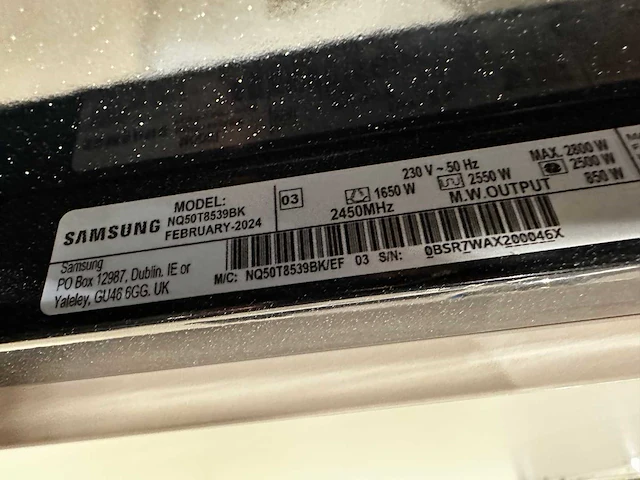 SAMSUNG
MODEL:
NQ50T8539BK
FEBRUARY-2024
03
230 V ~ 50 Hz
MAX. 2800 W
1650 W
2550 W
2500 W
2450MHz
M.W.OUTPUT
850 W
Samsung
PO Box 12987, Dublin. IE or
Yateley, GU46 6GG. UK
M/C: NQ50T8539BK/EF 03 S/N: 0BSR7WAX200045X